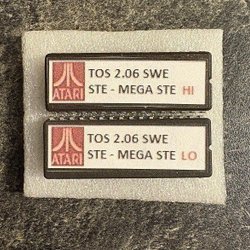 ATARI
TOS 2.06 SWE
STE - MEGA STE HI
ATARI
TOS 2.06 SWE
STE - MEGA STE LO